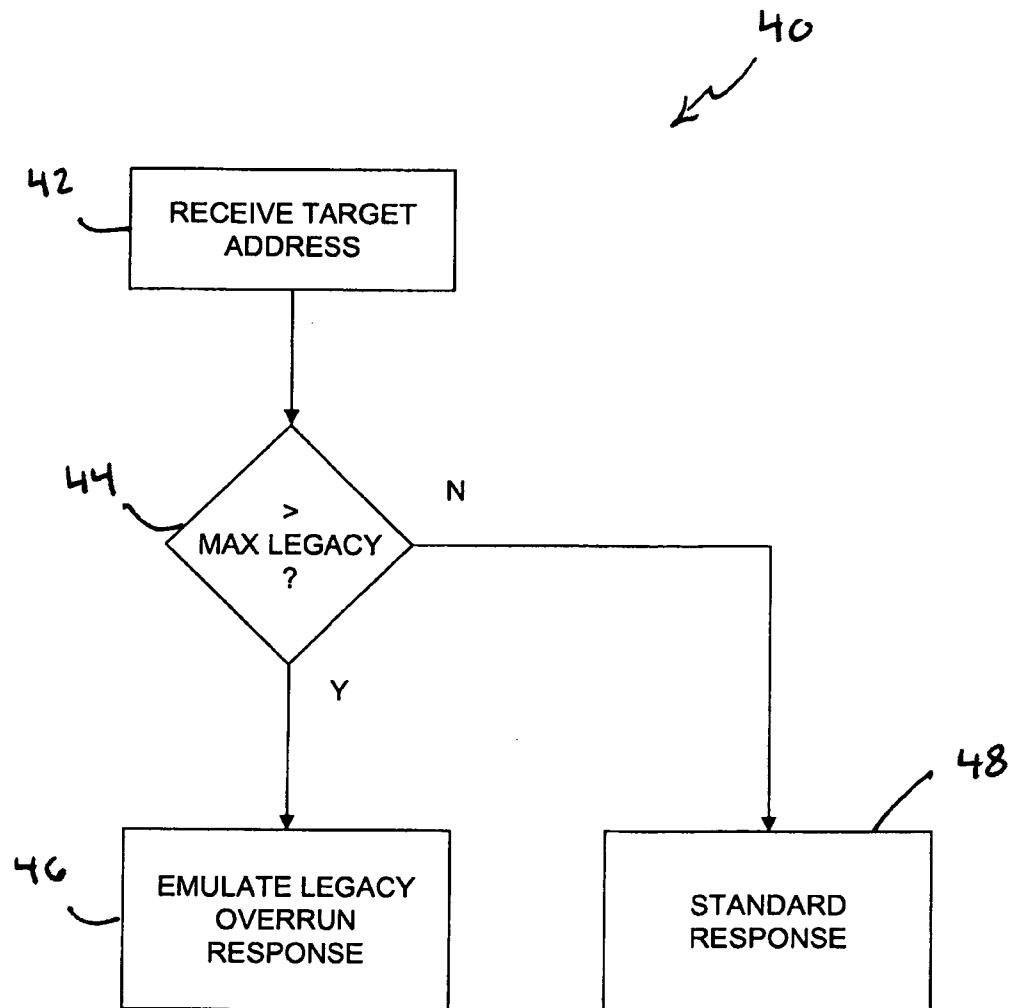 40
42
RECEIVE TARGET
ADDRESS
44
>
MAX LEGACY
?
N
Y
46
EMULATE LEGACY
OVERRUN
RESPONSE
48
STANDARD
RESPONSE